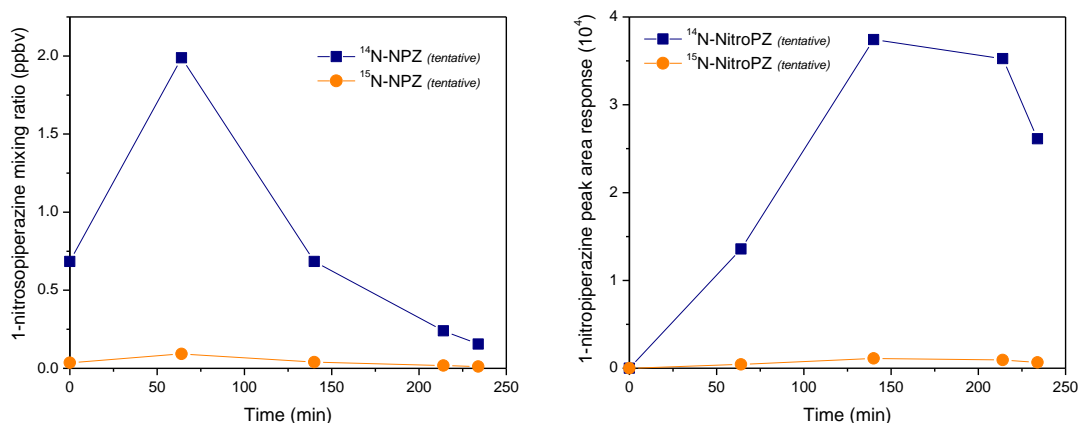 1-nitrosopiperazine mixing ratio (ppbv)
2.0
1.5
1.0
0.5
0.0
¹⁴N-NPZ (tentative)
¹⁵N-NPZ (tentative)
0 50 100 150 200 250
Time (min)
1-nitropiperazine peak area response (10⁴)
4
3
2
1
0
¹⁴N-NitroPZ (tentative)
¹⁵N-NitroPZ (tentative)
0 50 100 150 200 250
Time (min)